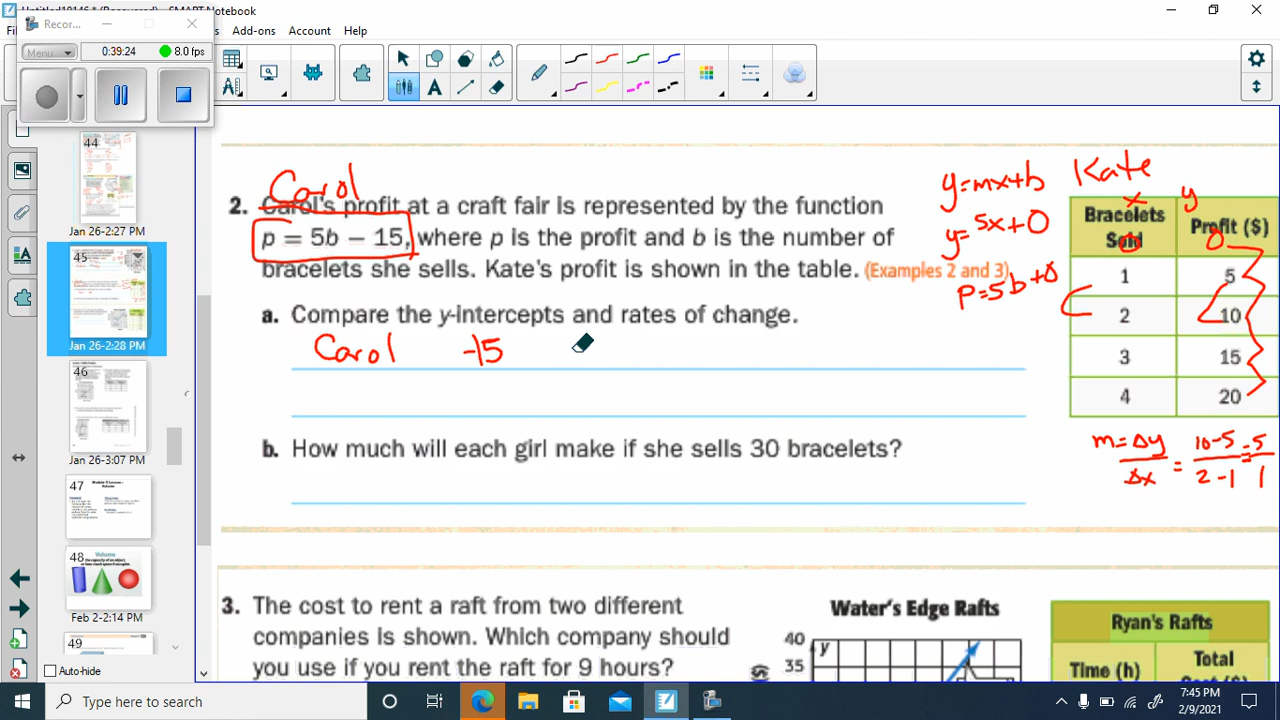 SMART Notebook
Recor...
Add-ons Account Help
Menu
0:39:24
8.0 fps
44
Jan 26-2:27 PM
45
Jan 26-2:28 PM
46
Jan 26-3:07 PM
47
48
Volume
Feb 2-2:14 PM
49
Auto-hide
Carol
2. Carol's profit at a craft fair is represented by the function
p = 5b − 15, where p is the profit and b is the number of
bracelets she sells. Kate's profit is shown in the table. (Examples 2 and 3)
a. Compare the y-intercepts and rates of change.
Carol -15
b. How much will each girl make if she sells 30 bracelets?
y=mx+b
y= 5x+0
p=5b+0
Kate
x y
Bracelets Sold Profit ($)
0 0
1 5
2 10
3 15
4 20
m=Δy/Δx = 10-5/2-1 = 5/1
3. The cost to rent a raft from two different
companies is shown. Which company should
you use if you rent the raft for 9 hours?
Water's Edge Rafts
40 y
35
Ryan's Rafts
Time (h) Total
Type here to search
7:45 PM
2/9/2021